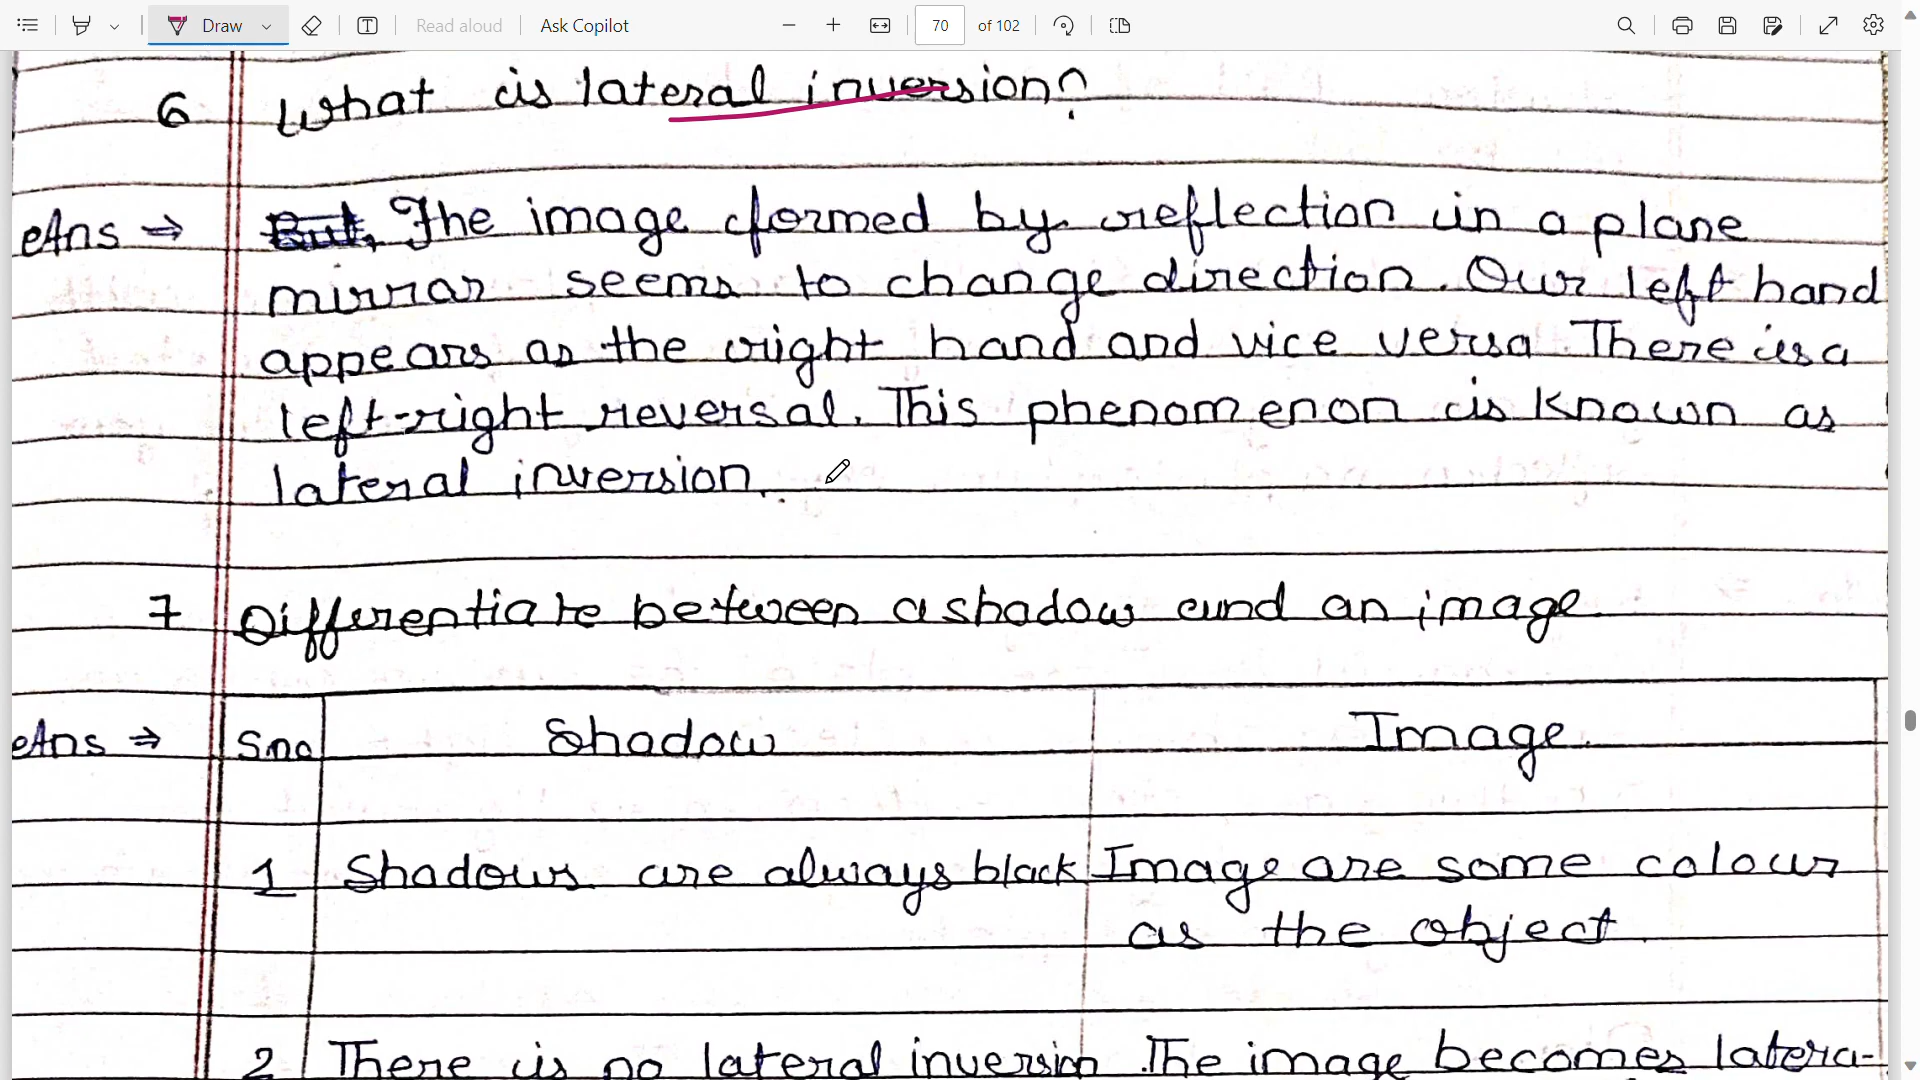 Draw
Read aloud
Ask Copilot
70 of 102
6 What is lateral inversion?
Ans ⇒ But, The image formed by reflection in a plane
mirrar seems to change direction. Our left hand
appears as the right hand and vice versa There is a
left-right reversal. This phenomenon is known as
lateral inversion.
7 Differentiate between a shadow and an image
Ans ⇒ S.no Shadow Image.
1 Shadows are always black Image are some colour
as the object.
2 There is no lateral inversion The image becomes latera-